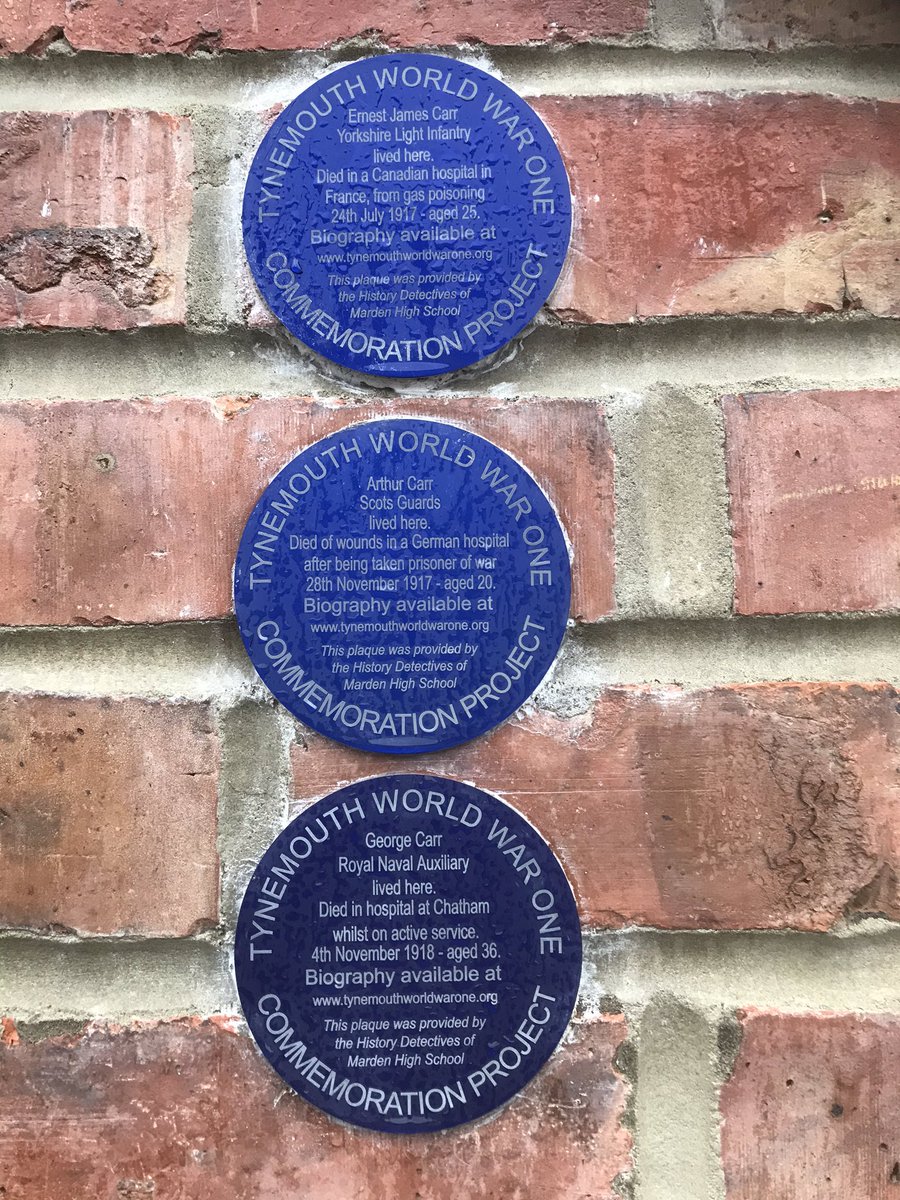 TYNEMOUTH WORLD WAR ONE
Ernest James Carr
Yorkshire Light Infantry
lived here.
Died in a Canadian hospital in
France, from gas poisoning
24th July 1917 - aged 25.
Biography available at
www.tynemouthworldwarone.org
This plaque was provided by
the History Detectives of
Marden High School
COMMEMORATION PROJECT
TYNEMOUTH WORLD WAR ONE
Arthur Carr
Scots Guards
lived here.
Died of wounds in a German hospital
after being taken prisoner of war
28th November 1917 - aged 20.
Biography available at
www.tynemouthworldwarone.org
This plaque was provided by
the History Detectives of
Marden High School
COMMEMORATION PROJECT
TYNEMOUTH WORLD WAR ONE
George Carr
Royal Naval Auxiliary
lived here.
Died in hospital at Chatham
whilst on active service.
4th November 1918 - aged 36.
Biography available at
www.tynemouthworldwarone.org
This plaque was provided by
the History Detectives of
Marden High School
COMMEMORATION PROJECT